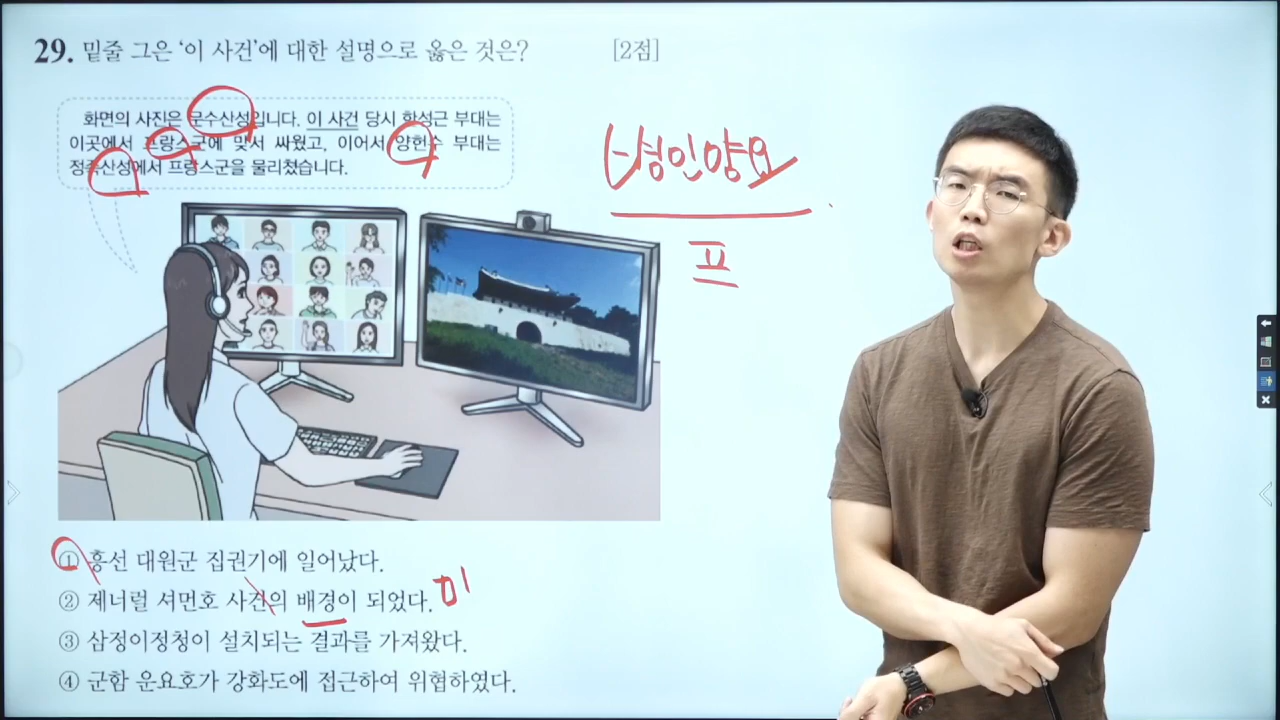 29. 밑줄 그은 '이 사건'에 대한 설명으로 옳은 것은? [2점]
화면의 사진은 문수산성입니다. 이 사건 당시 한성근 부대는
이곳에서 프랑스군에 맞서 싸웠고, 이어서 양헌수 부대는
정족산성에서 프랑스군을 물리쳤습니다.
병인양요
프
① 흥선 대원군 집권기에 일어났다.
② 제너럴 셔먼호 사건의 배경이 되었다. 미
③ 삼정이정청이 설치되는 결과를 가져왔다.
④ 군함 운요호가 강화도에 접근하여 위협하였다.